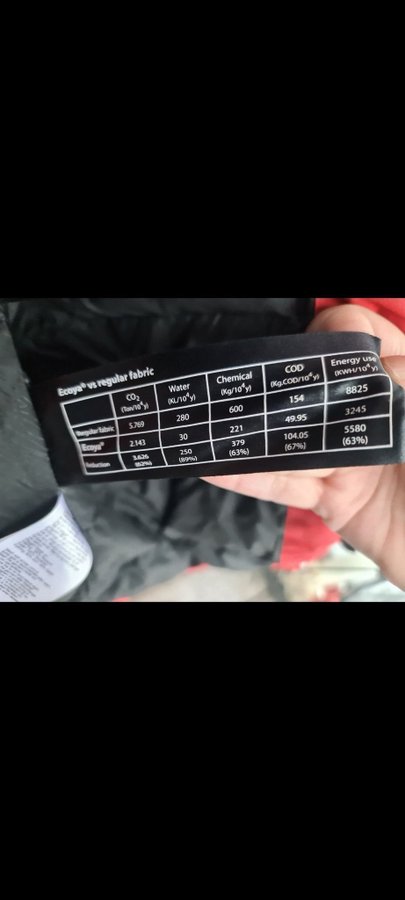 Ecoya® vs regular fabric
CO₂ (Ton/10⁴y) Water (KL/10⁴y) Chemical (Kg/10⁴y) COD (Kg.COD/10⁴y) Energy use (KWH/10⁴y)
Regular fabric 5.769 280 600 154 8825
Ecoya® 2.143 30 221 49.95 3245
Reduction 3.626 (62%) 250 (89%) 379 (63%) 104.05 (67%) 5580 (63%)